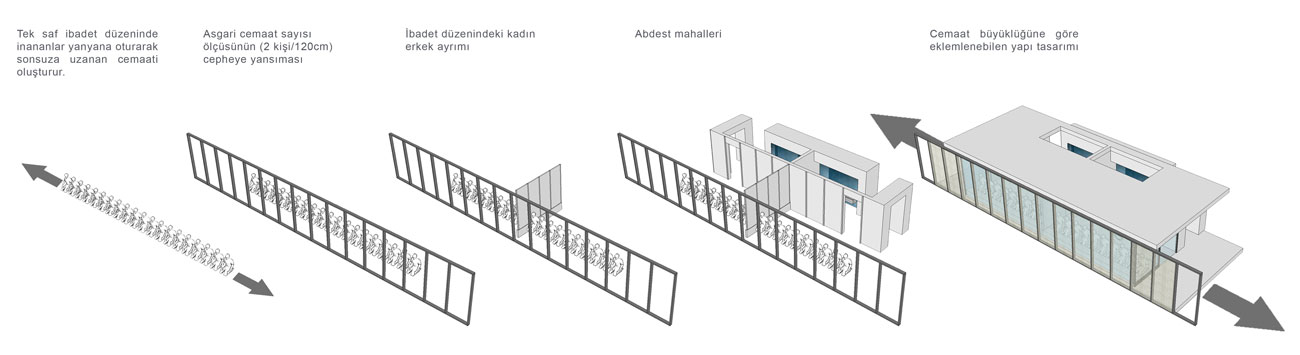 Tek saf ibadet düzeninde
inananlar yanyana oturarak
sonsuza uzanan cemaati
oluşturur.
Asgari cemaat sayısı
ölçüsünün (2 kişi/120cm)
cepheye yansıması
İbadet düzenindeki kadın
erkek ayrımı
Abdest mahalleri
Cemaat büyüklüğüne göre
eklemlenebilen yapı tasarımı